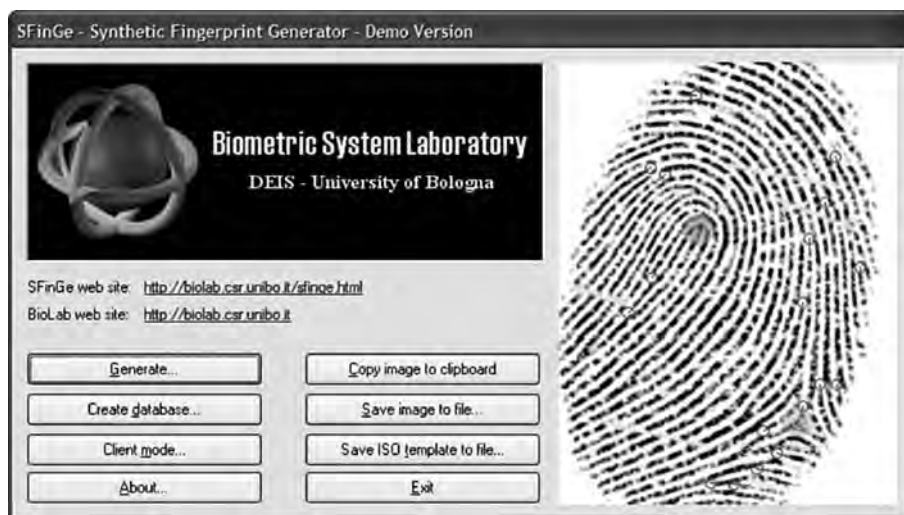 SFinGe - Synthetic Fingerprint Generator - Demo Version
Biometric System Laboratory
DEIS - University of Bologna
SFinGe web site: http://biolab.csr.unibo.it/sfinge.html
BioLab web site: http://biolab.csr.unibo.it
Generate...
Copy image to clipboard
Create database...
Save image to file...
Client mode...
Save ISO template to file...
About...
Exit